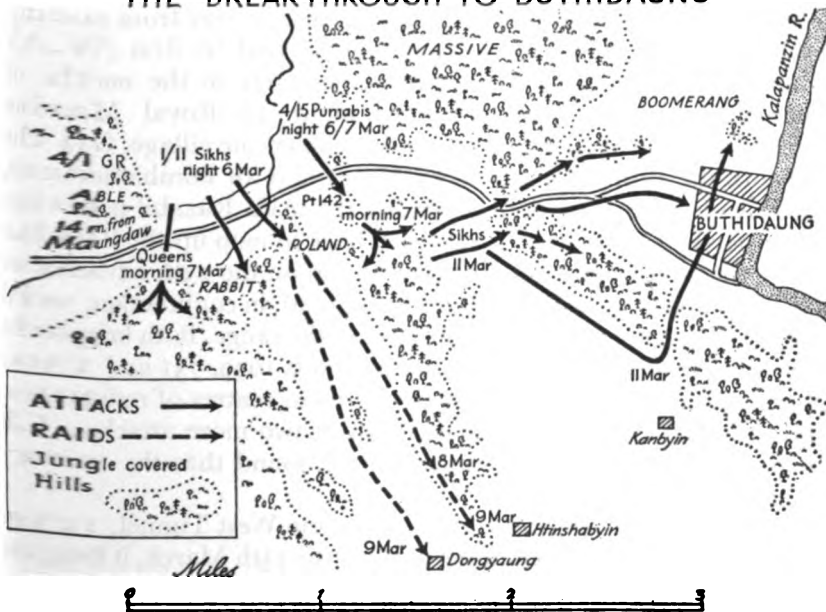 THE BREAKTHROUGH TO BUTHIDAUNG
MASSIVE
Kalapanzin R.
BOOMERANG
4/15 Punjabis
night 6/7 Mar
4/1 GR
1/11 Sikhs
night 6 Mar
ABLE
14 m. from
Maungdaw
Pt 142
morning 7 Mar
BUTHIDAUNG
POLAND
Sikhs
11 Mar
Queens
morning 7 Mar
RABBIT
11 Mar
ATTACKS
RAIDS
Jungle covered
Hills
Kanbyin
8 Mar
9 Mar
Htinshabyin
9 Mar
Dongyaung
Miles
0 1 2 3